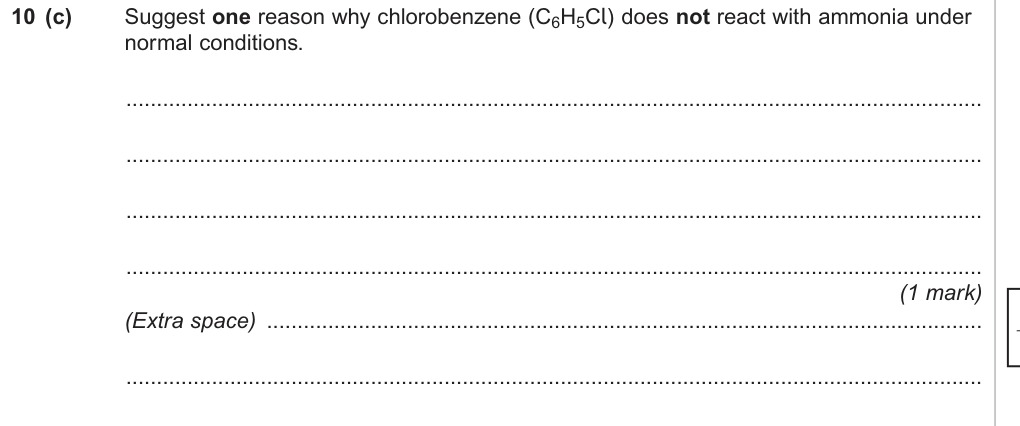 10 (c) Suggest one reason why chlorobenzene (C₆H₅Cl) does not react with ammonia under
normal conditions.
(1 mark)
(Extra space)